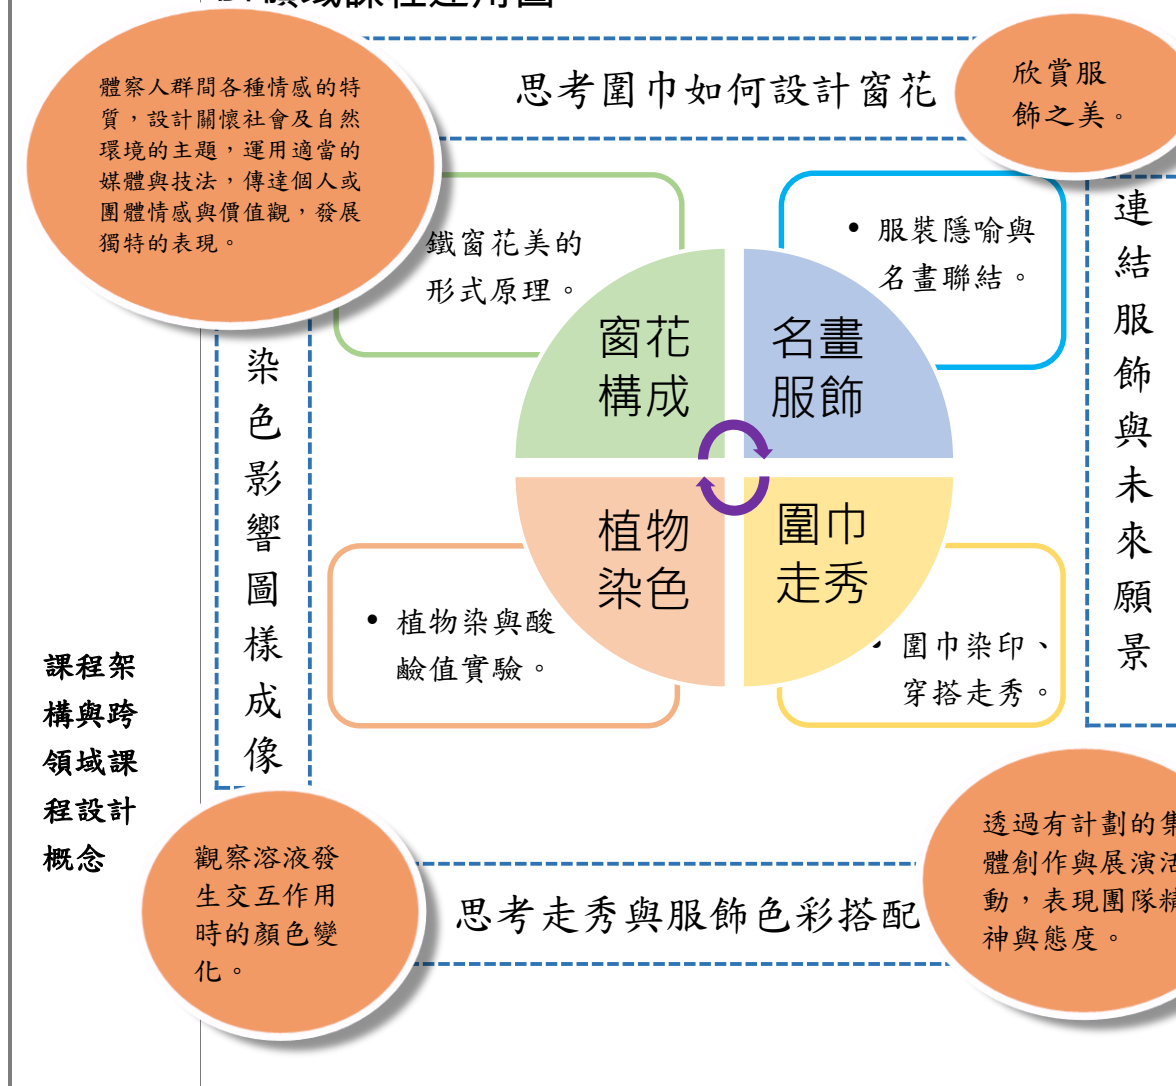 領域課程運用圖
體察人群間各種情感的特
質，設計關懷社會及自然
環境的主題，運用適當的
媒體與技法，傳達個人或
團體情感與價值觀，發展
獨特的表現。
思考圍巾如何設計窗花
欣賞服
飾之美。
鐵窗花美的
形式原理。
• 服裝隱喻與
名畫聯結。
窗花
構成
名畫
服飾
植物
染色
圍巾
走秀
• 植物染與酸
鹼值實驗。
• 圍巾染印、
穿搭走秀。
染色影響圖樣成像
連結服飾與未來願景
課程架
構與跨
領域課
程設計
概念
觀察溶液發
生交互作用
時的顏色變
化。
思考走秀與服飾色彩搭配
透過有計劃的集
體創作與展演活
動，表現團隊精
神與態度。